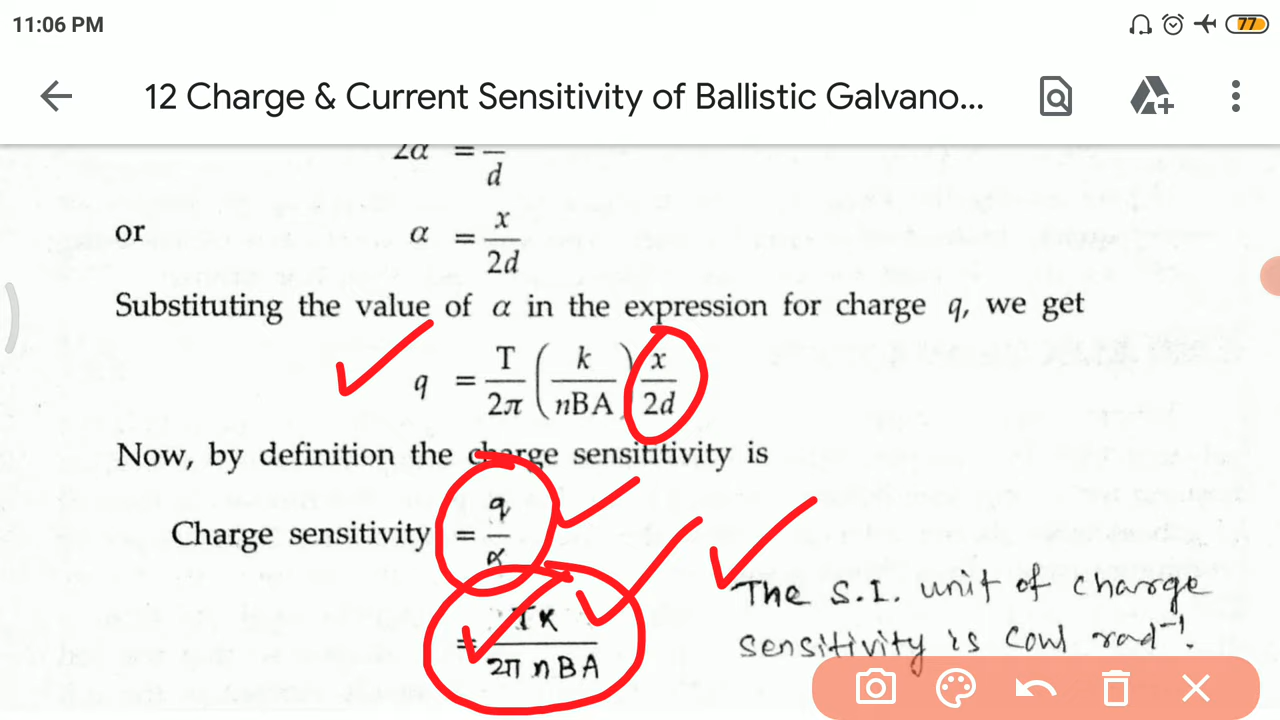 11:06 PM
77
12 Charge & Current Sensitivity of Ballistic Galvano...
2α = — d
or α = x/2d
Substituting the value of α in the expression for charge q, we get
q = T/2π (k/nBA) x/2d
Now, by definition the charge sensititivity is
Charge sensitivity = q/α
= TK/2π nBA
The S.I. unit of charge
sensitivity is coul rad⁻¹.